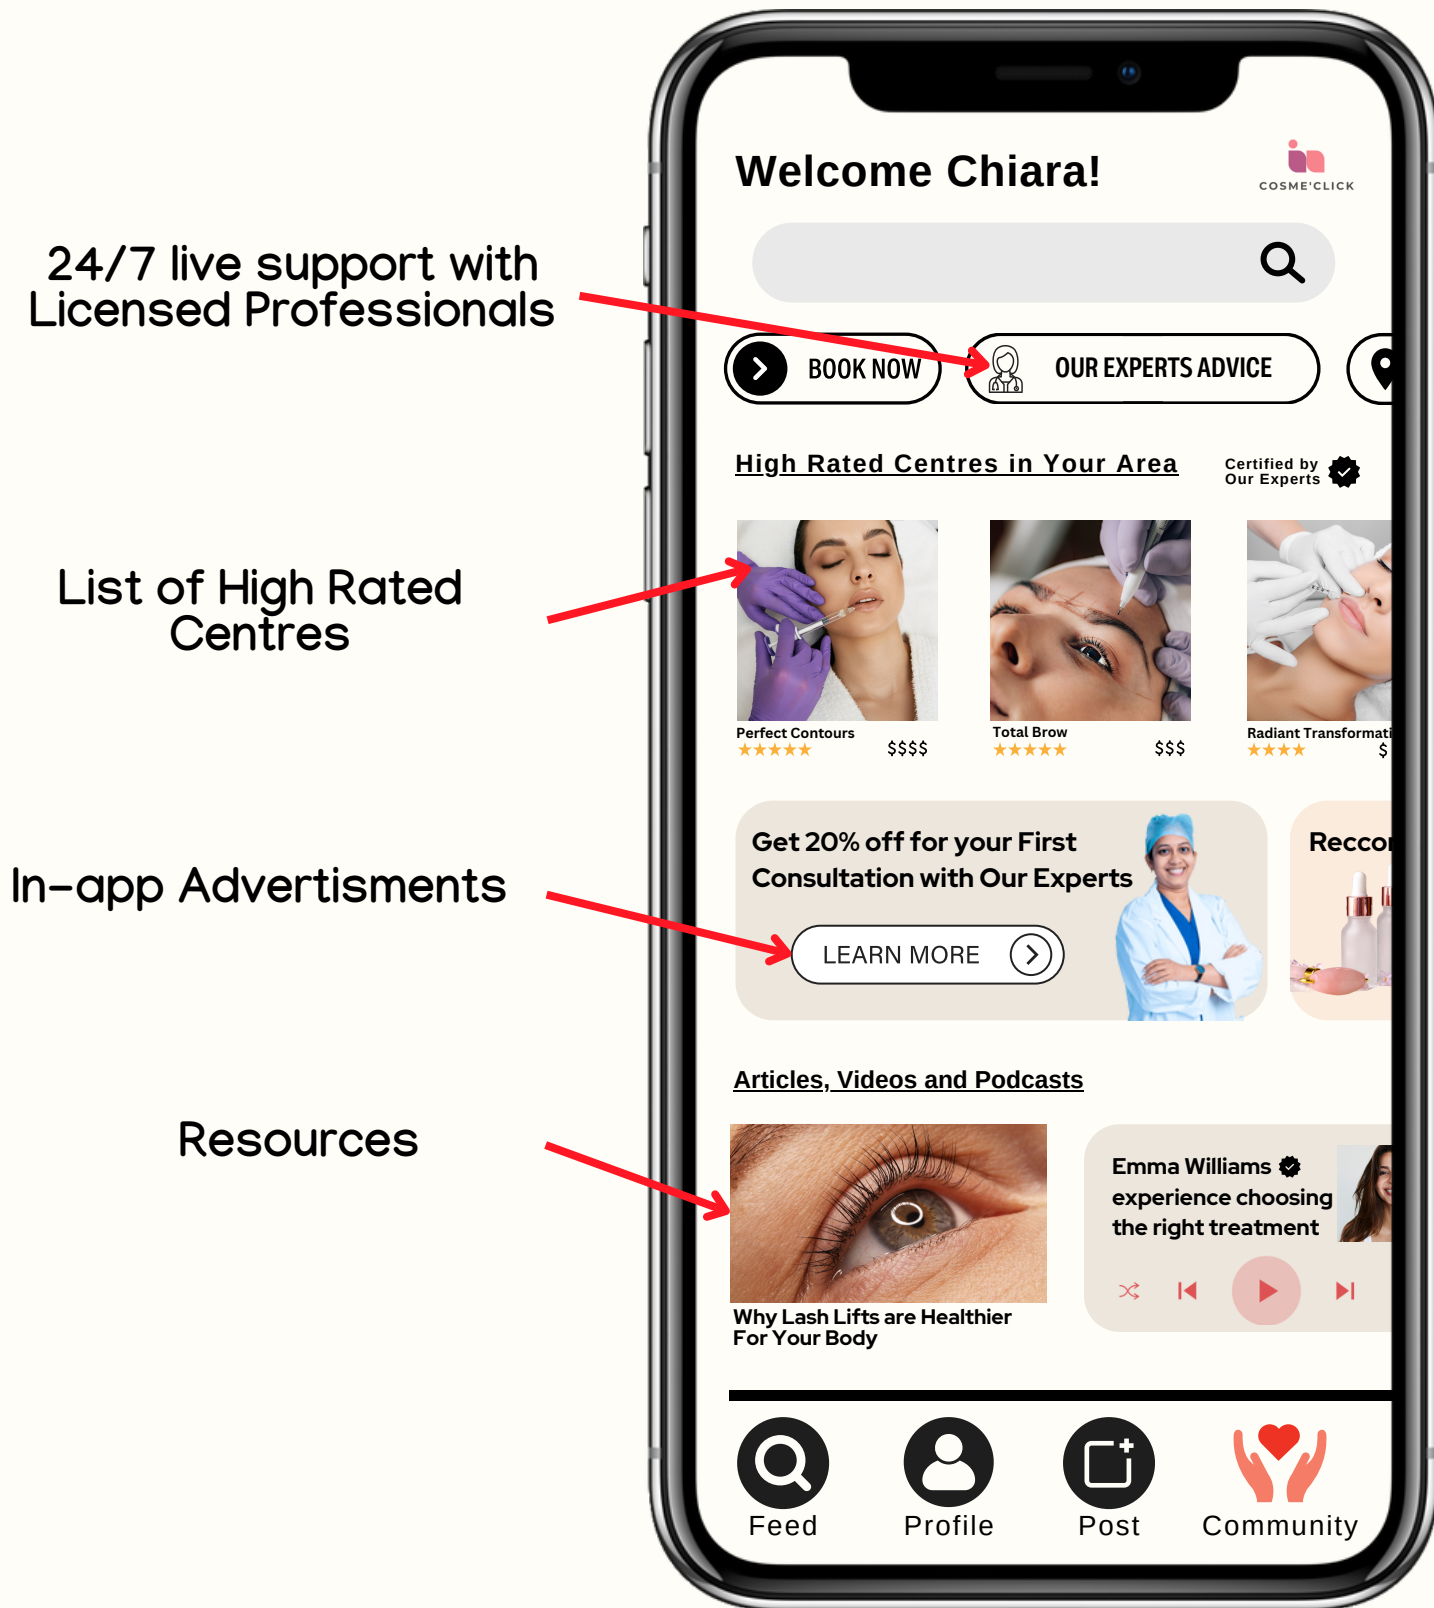 Welcome Chiara!
COSME'CLICK
24/7 live support with
Licensed Professionals
BOOK NOW
OUR EXPERTS ADVICE
High Rated Centres in Your Area
Certified by
Our Experts
List of High Rated
Centres
Perfect Contours
$$$$
Total Brow
$$$
Radiant Transformati
$
Get 20% off for your First
Consultation with Our Experts
LEARN MORE
Reccor
In-app Advertisments
Articles, Videos and Podcasts
Resources
Why Lash Lifts are Healthier
For Your Body
Emma Williams
experience choosing
the right treatment
Feed
Profile
Post
Community